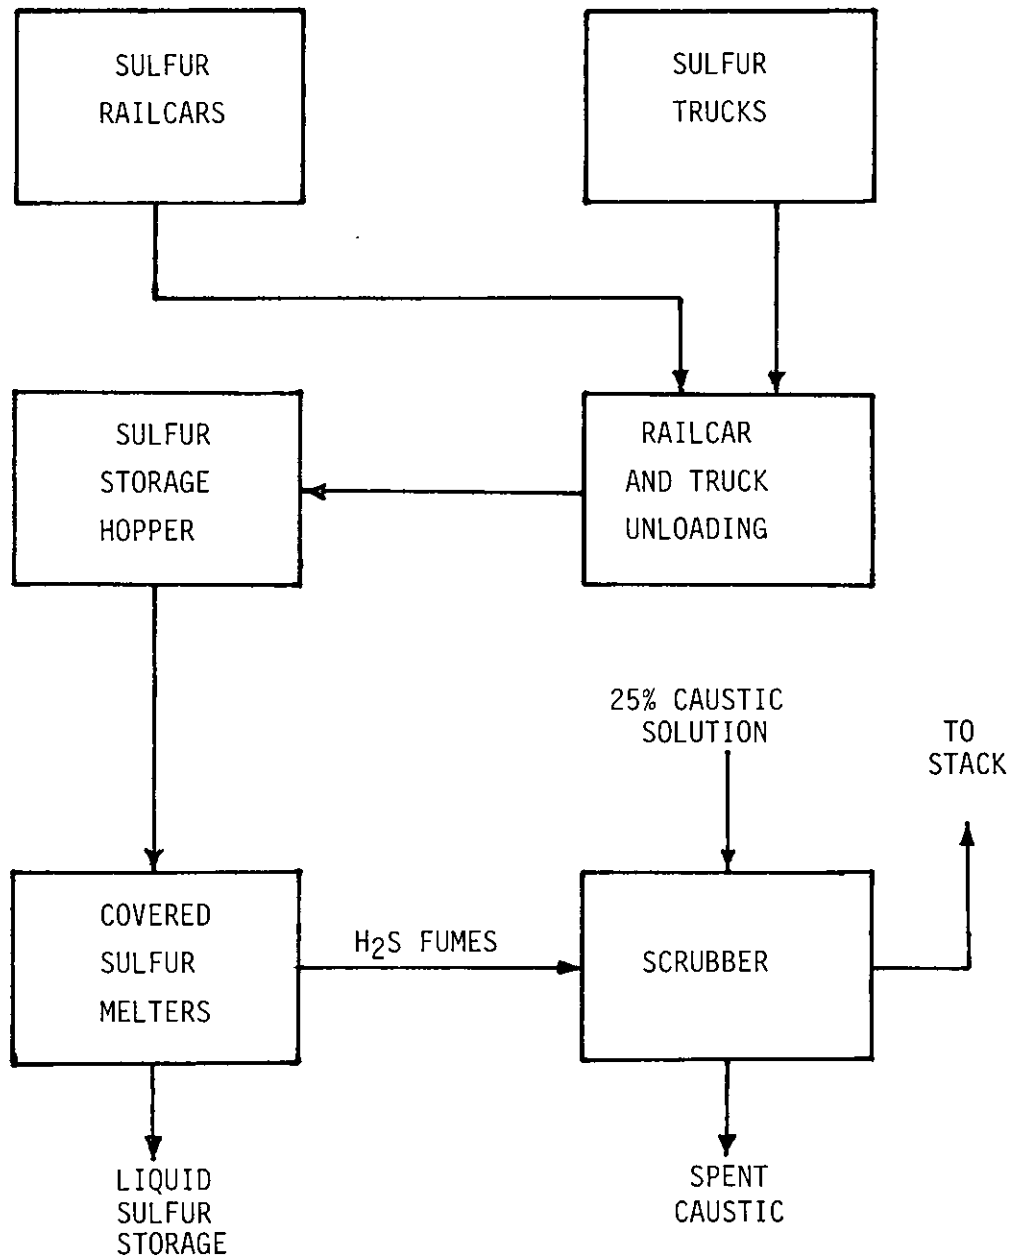 SULFUR
RAILCARS
SULFUR
TRUCKS
SULFUR
STORAGE
HOPPER
RAILCAR
AND TRUCK
UNLOADING
25% CAUSTIC
SOLUTION
TO
STACK
COVERED
SULFUR
MELTERS
H2S FUMES
SCRUBBER
LIQUID
SULFUR
STORAGE
SPENT
CAUSTIC